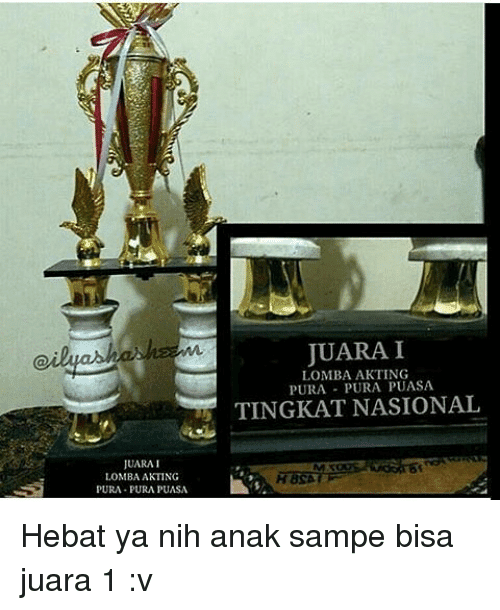 @ilyashasheem
JUARA I
LOMBA AKTING
PURA - PURA PUASA
TINGKAT NASIONAL
JUARA I
LOMBA AKTING
PURA - PURA PUASA
Hebat ya nih anak sampe bisa
juara 1 :v